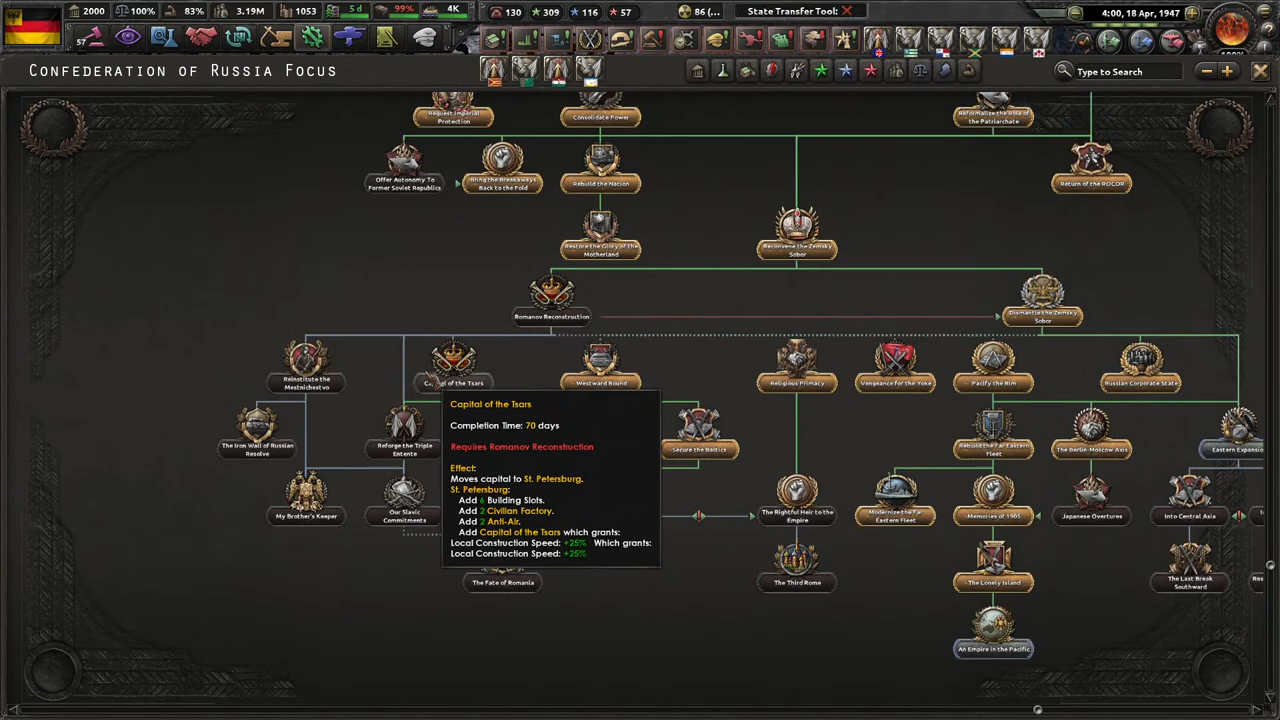 2000 100% 83% 3.19M 1053 5 d 99% 4K 130 309 116 57 86 (... State Transfer Tool: 4:00, 18 Apr, 1947
57
CONFEDERATION OF RUSSIA FOCUS
Type to Search
Request Imperial Protection
Consolidate Power
Reformalize the Role of the Patriarchate
Offer Autonomy To Former Soviet Republics
Bring the Breakaways Back to the Fold
Rebuild the Nation
Return of the ROCOR
Restore the Glory of the Motherland
Reconvene the Zemsky Sobor
Romanov Reconstruction
Dismantle the Zemsky Sobor
Reinstitute the Mestnichestvo
Capital of the Tsars
Westward Bound
Religious Primacy
Vengeance for the Yoke
Pacify the Rim
Russian Corporate State
Capital of the Tsars
Completion Time: 70 days
Requires Romanov Reconstruction
Effect:
Moves capital to St. Petersburg.
St. Petersburg:
Add 6 Building Slots.
Add 2 Civilian Factory.
Add 2 Anti-Air.
Add Capital of the Tsars which grants:
Local Construction Speed: +25% Which grants:
Local Construction Speed: +25%
The Iron Wall of Russian Resolve
Reforge the Triple Entente
Secure the Baltics
Rebuild the Far Eastern Fleet
The Berlin-Moscow Axis
Eastern Expansion
My Brother's Keeper
Our Slavic Commitments
The Rightful Heir to the Empire
Modernize the Far Eastern Fleet
Memories of 1905
Japanese Overtures
Into Central Asia
The Fate of Romania
The Third Rome
The Lonely Island
The Last Break Southward
An Empire in the Pacific